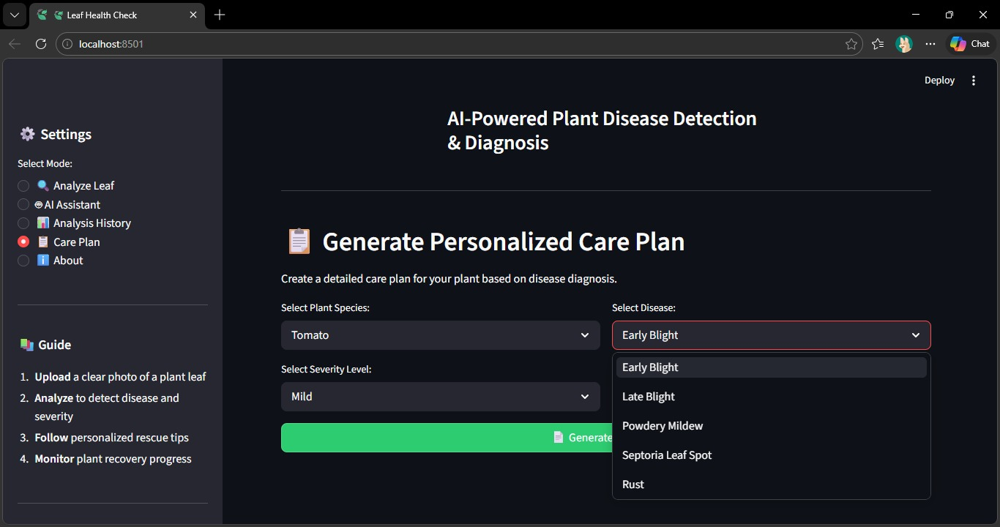 Leaf Health Check
localhost:8501
Chat
Deploy
Settings
Select Mode:
Analyze Leaf
AI Assistant
Analysis History
Care Plan
About
Guide
1. Upload a clear photo of a plant leaf
2. Analyze to detect disease and
severity
3. Follow personalized rescue tips
4. Monitor plant recovery progress
AI-Powered Plant Disease Detection
& Diagnosis
Generate Personalized Care Plan
Create a detailed care plan for your plant based on disease diagnosis.
Select Plant Species:
Tomato
Select Disease:
Early Blight
Early Blight
Late Blight
Powdery Mildew
Septoria Leaf Spot
Rust
Select Severity Level:
Mild
Generate